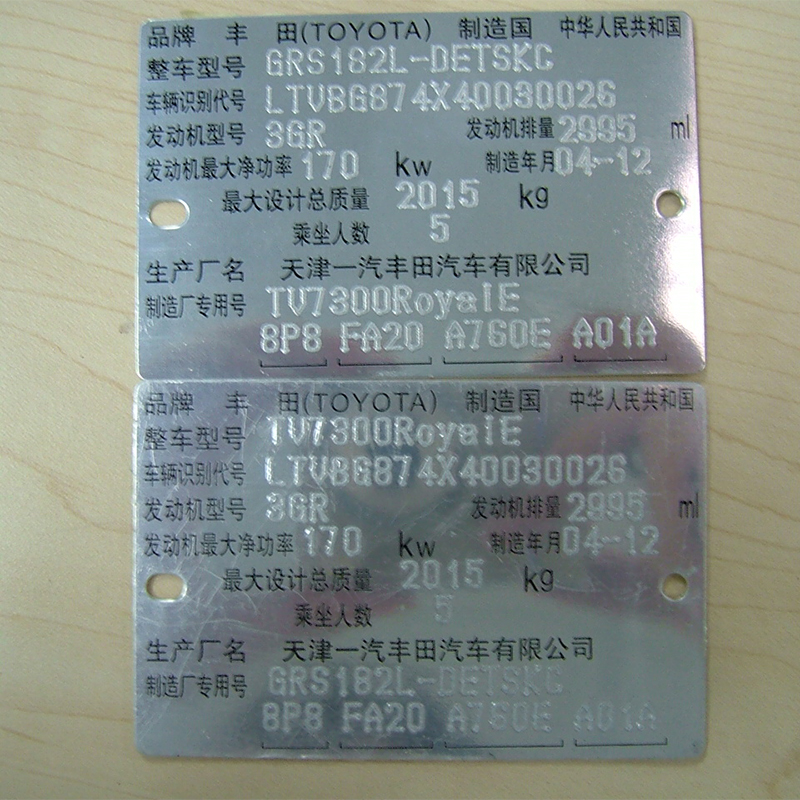 品牌 丰 田(TOYOTA) 制造国 中华人民共和国
整车型号 GRS182L-DETSKC
车辆识别代号 LTVBG874X40030026
发动机型号 3GR 发动机排量 2995 ml
发动机最大净功率 170 kw 制造年月 04-12
最大设计总质量 2015 kg
乘坐人数 5
生产厂名 天津一汽丰田汽车有限公司
制造厂专用号 TV7300RoyalE
8P8 FA20 A760E A01A
品牌 丰 田(TOYOTA) 制造国 中华人民共和国
整车型号 TV7300RoyalE
车辆识别代号 LTVBG874X40030026
发动机型号 3GR 发动机排量 2995 ml
发动机最大净功率 170 kw 制造年月 04-12
最大设计总质量 2015 kg
乘坐人数 5
生产厂名 天津一汽丰田汽车有限公司
制造厂专用号 GRS182L-DETSKC
8P8 FA20 A760E A01A